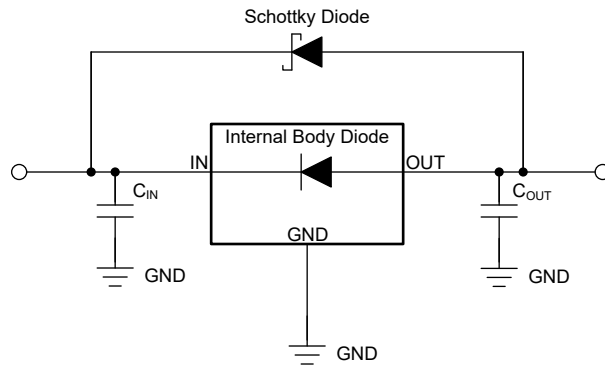 Schottky Diode
Internal Body Diode
IN
OUT
CIN
COUT
GND
GND
GND
GND